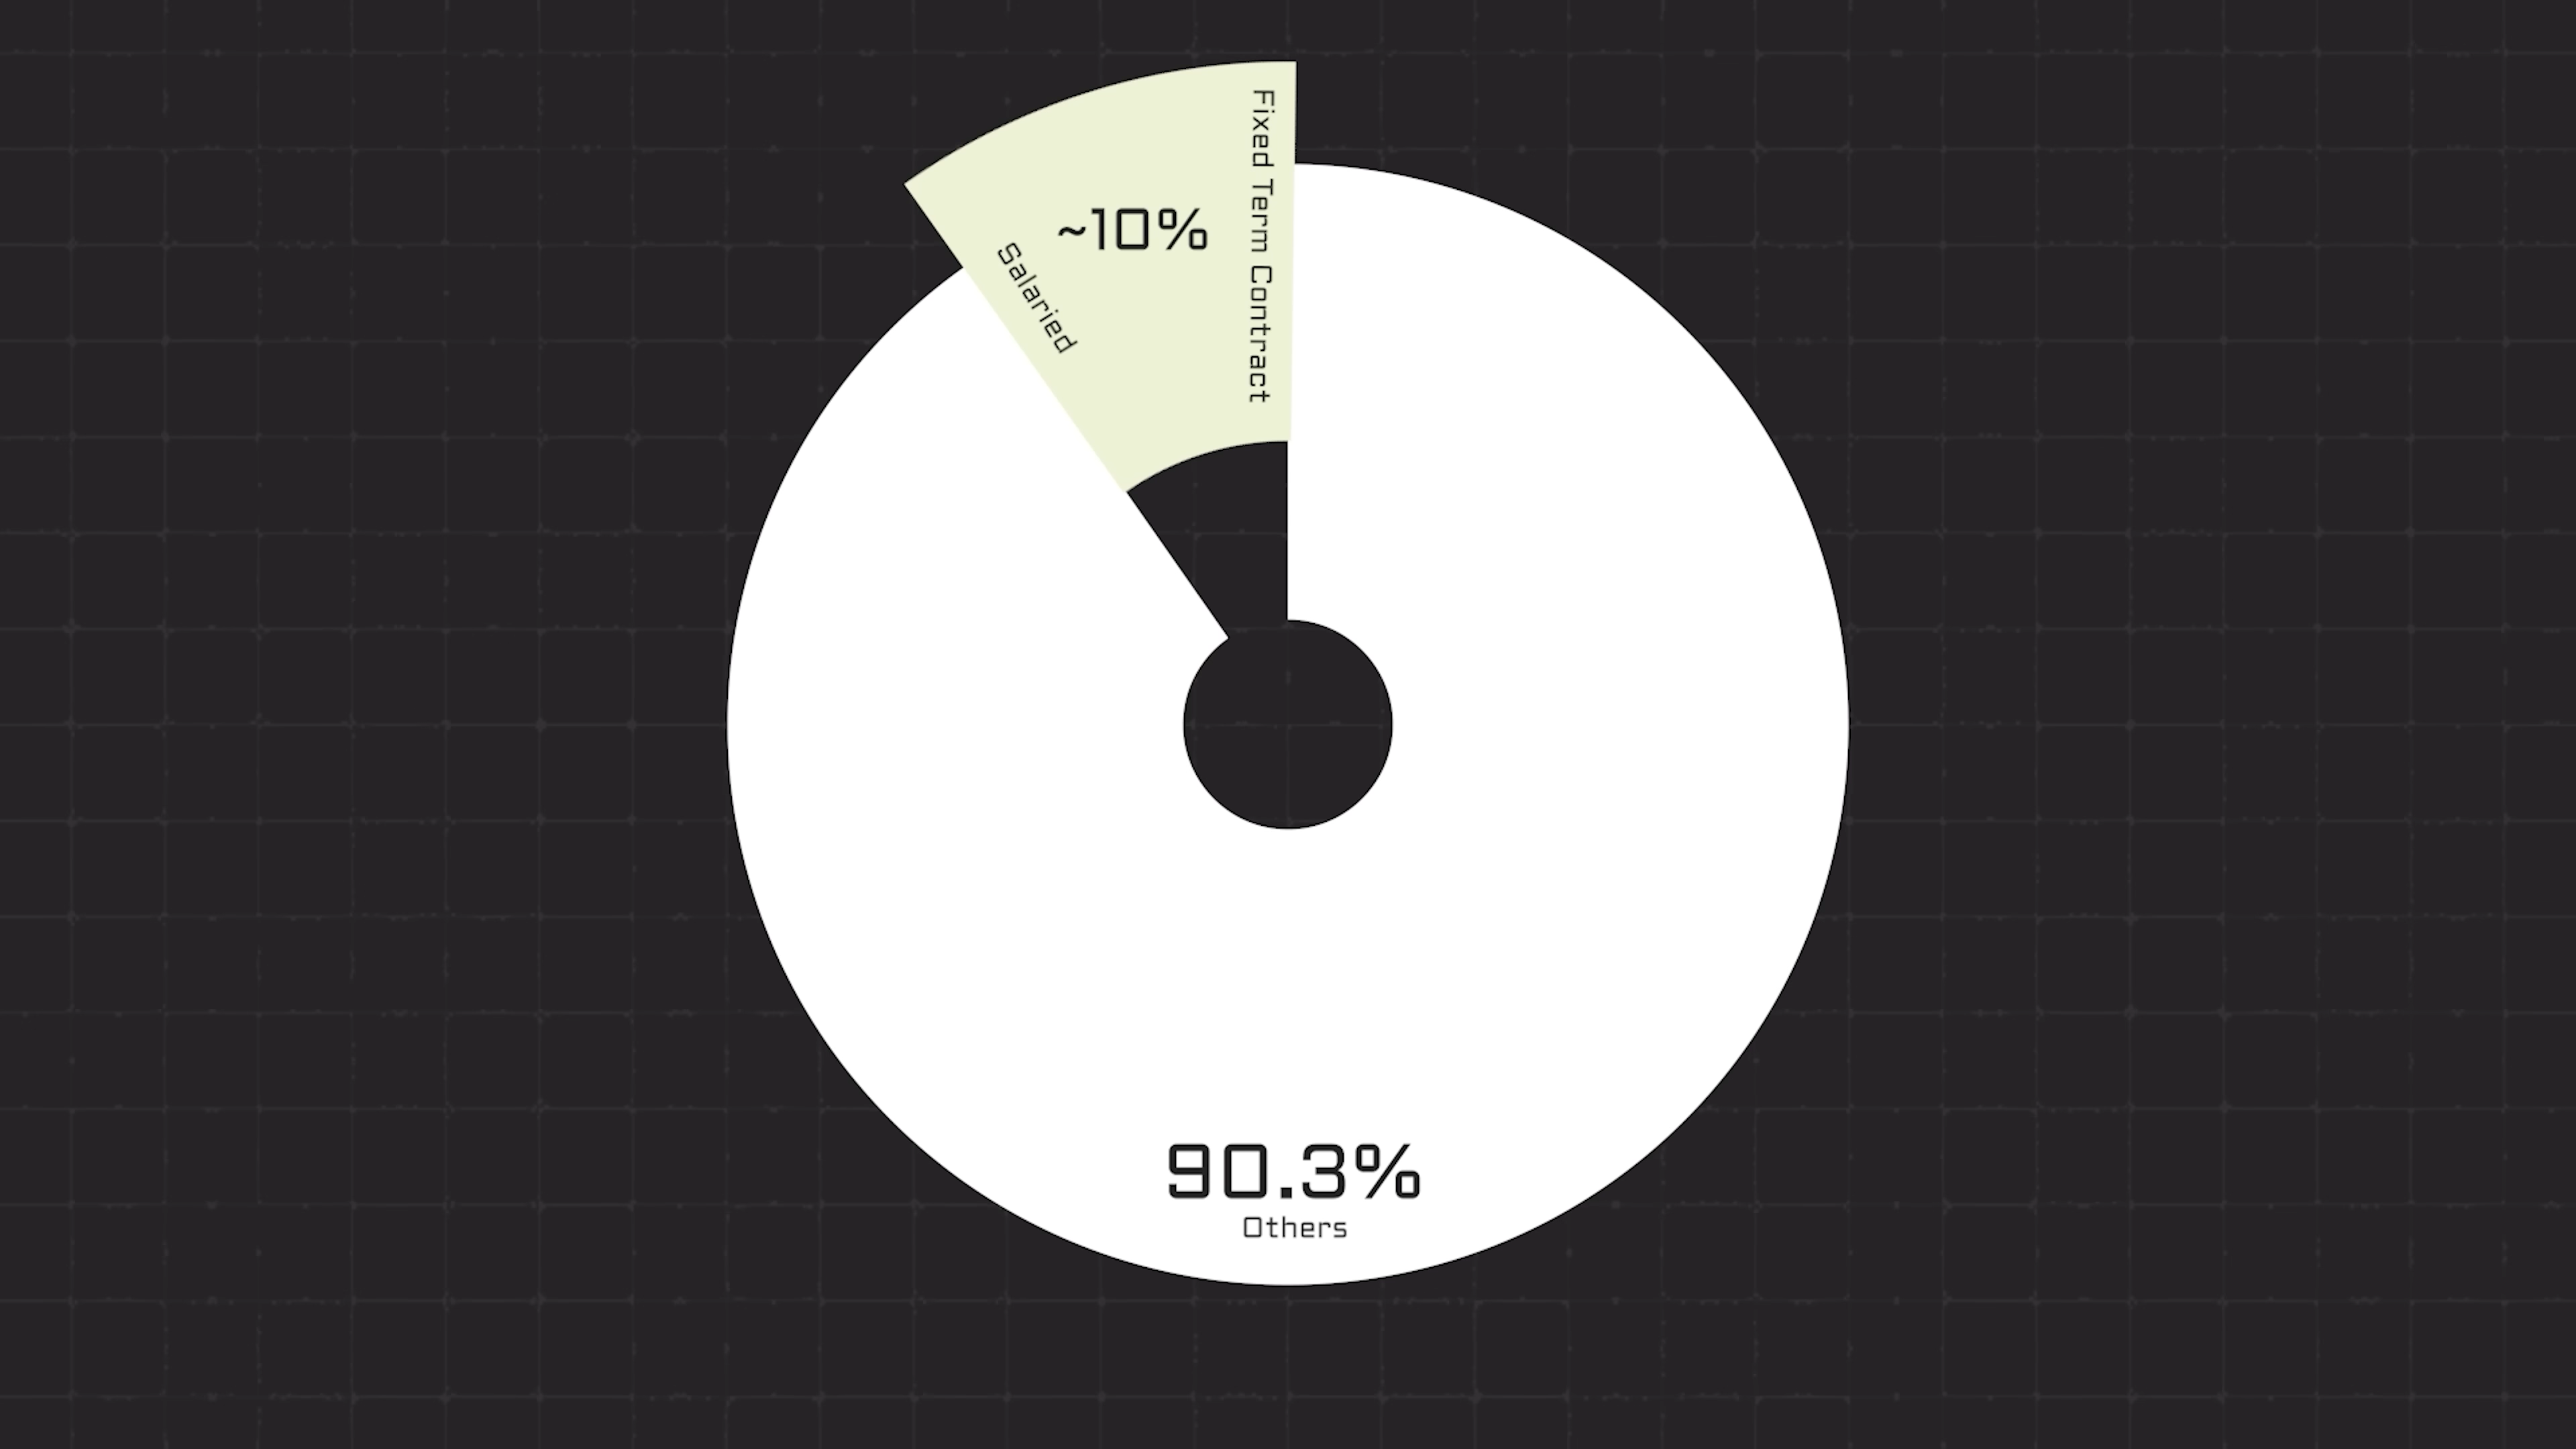 Fixed Term Contract
~10%
Salaried
90.3%
Others